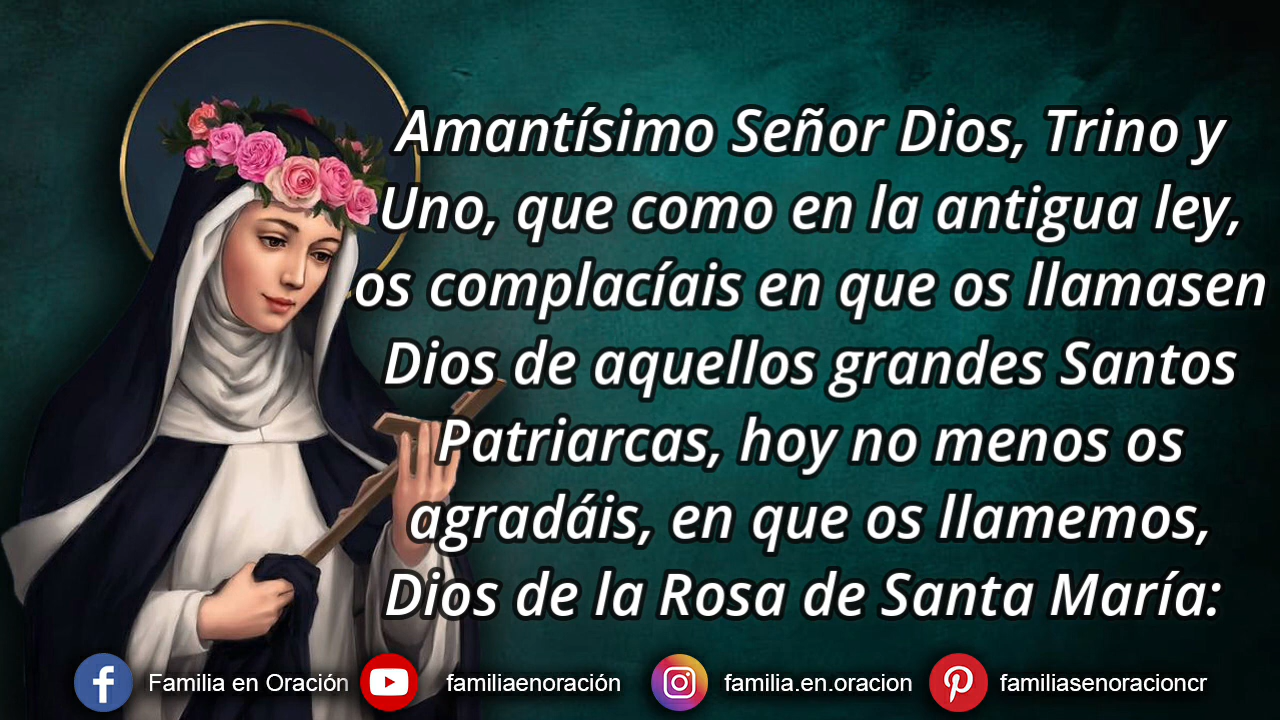 Amantísimo Señor Dios, Trino y
Uno, que como en la antigua ley,
os complacíais en que os llamasen
Dios de aquellos grandes Santos
Patriarcas, hoy no menos os
agradáis, en que os llamemos,
Dios de la Rosa de Santa María:
Familia en Oración
familiaenoración
familia.en.oracion
familiasenoracioncr